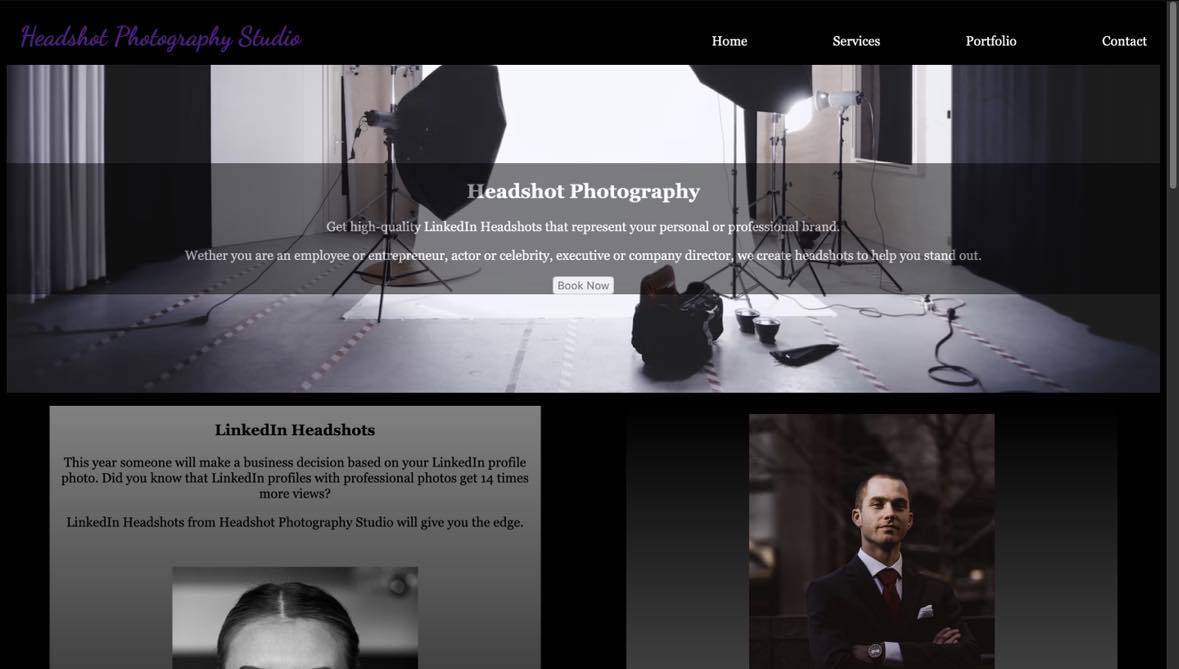 Headshot Photography Studio
Home Services Portfolio Contact
Headshot Photography
Get high-quality LinkedIn Headshots that represent your personal or professional brand.
Wether you are an employee or entrepreneur, actor or celebrity, executive or company director, we create headshots to help you stand out.
Book Now
LinkedIn Headshots
This year someone will make a business decision based on your LinkedIn profile
photo. Did you know that LinkedIn profiles with professional photos get 14 times
more views?
LinkedIn Headshots from Headshot Photography Studio will give you the edge.